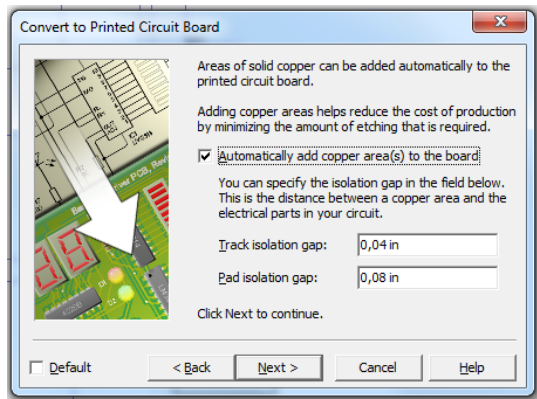 Convert to Printed Circuit Board
Areas of solid copper can be added automatically to the
printed circuit board.
Adding copper areas helps reduce the cost of production
by minimizing the amount of etching that is required.
Automatically add copper area(s) to the board
You can specify the isolation gap in the field below.
This is the distance between a copper area and the
electrical parts in your circuit.
Track isolation gap: 0,04 in
Pad isolation gap: 0,08 in
Click Next to continue.
Default < Back Next > Cancel Help